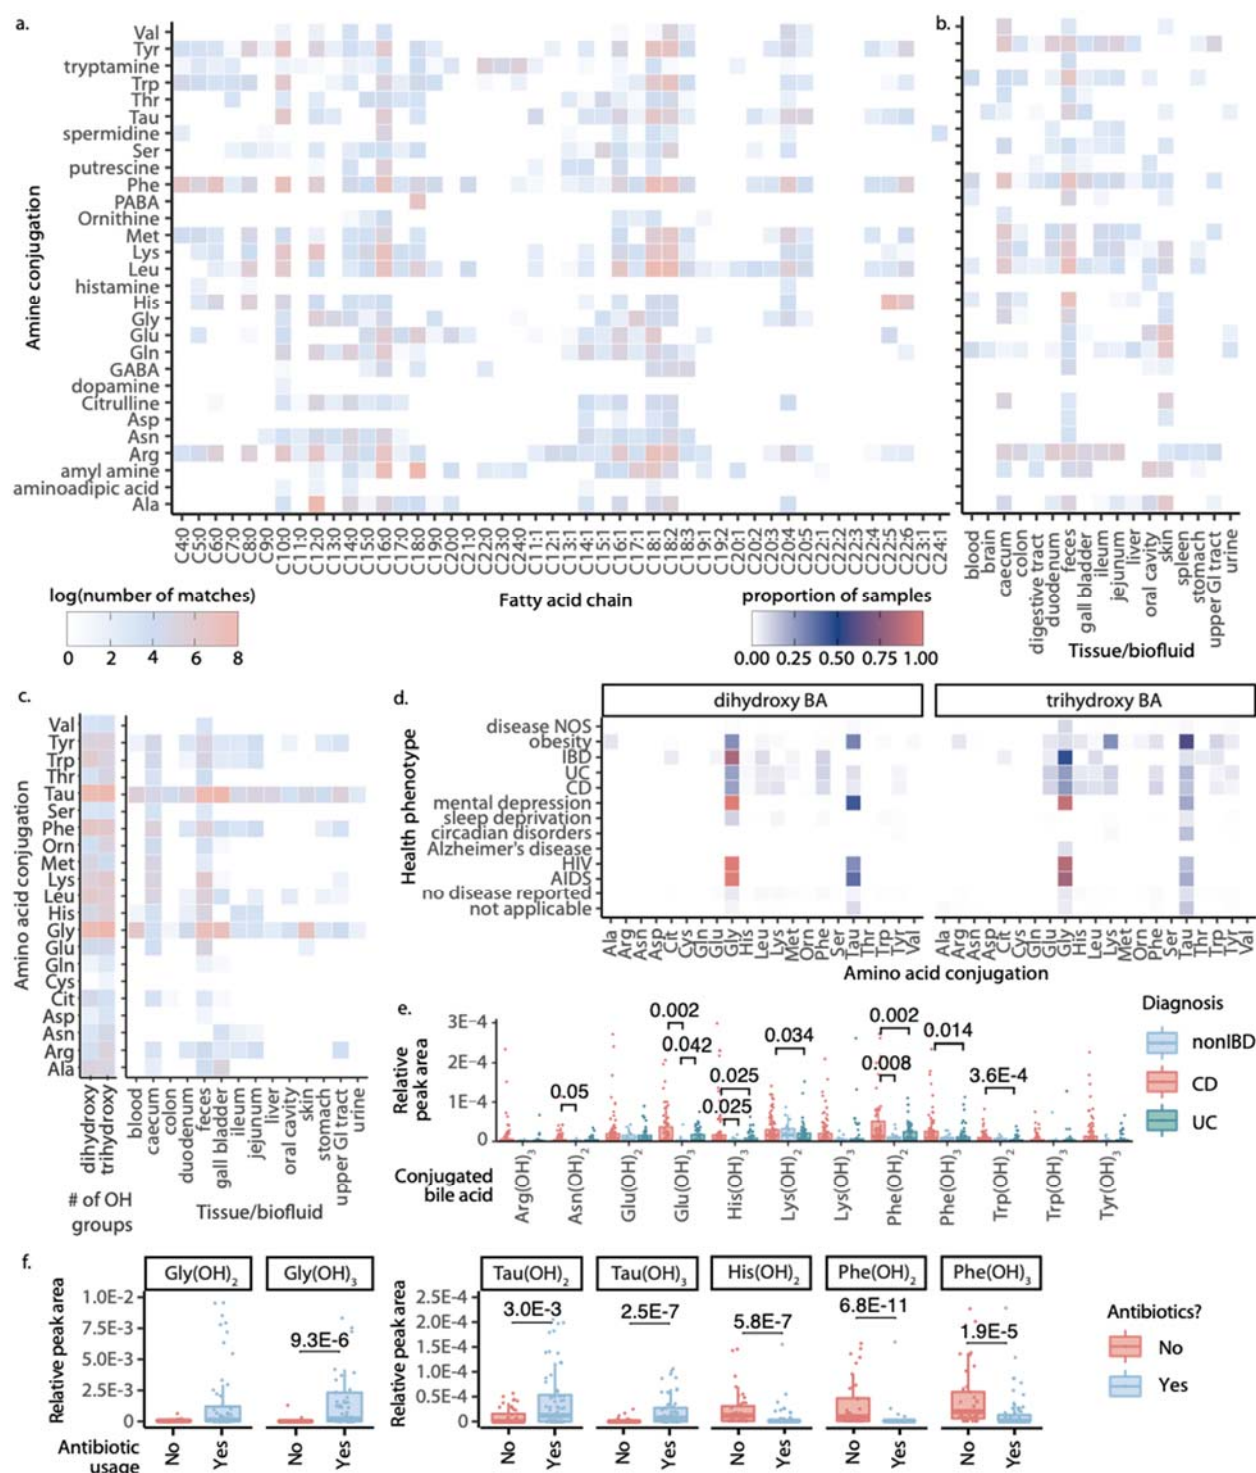 a.
b.
Amine conjugation
Val
Tyr
tryptamine
Trp
Thr
Tau
spermidine
Ser
putrescine
Phe
PABA
Ornithine
Met
Lys
Leu
histamine
His
Gly
Glu
Gln
GABA
dopamine
Citrulline
Asp
Asn
Arg
amyl amine
aminoadipic acid
Ala
C4:0
C5:0
C6:0
C7:0
C8:0
C9:0
C10:0
C11:0
C12:0
C13:0
C14:0
C15:0
C16:0
C17:0
C18:0
C19:0
C20:0
C22:0
C23:0
C24:0
C11:1
C12:1
C13:1
C14:1
C15:1
C16:1
C17:1
C18:1
C18:2
C18:3
C19:1
C19:2
C20:1
C20:2
C20:3
C20:4
C20:5
C22:1
C22:2
C22:3
C22:4
C22:5
C22:6
C23:1
C24:1
Fatty acid chain
blood
brain
caecum
colon
digestive tract
duodenum
feces
gall bladder
ileum
jejunum
liver
oral cavity
skin
spleen
stomach
upper GI tract
urine
Tissue/biofluid
log(number of matches)
0 2 4 6 8
proportion of samples
0.00 0.25 0.50 0.75 1.00
c.
Amino acid conjugation
Val
Tyr
Trp
Thr
Tau
Ser
Phe
Orn
Met
Lys
Leu
His
Gly
Glu
Gln
Cys
Cit
Asp
Asn
Arg
Ala
dihydroxy
trihydroxy
# of OH
groups
blood
caecum
colon
duodenum
feces
gall bladder
ileum
jejunum
liver
oral cavity
skin
stomach
upper GI tract
urine
Tissue/biofluid
d.
dihydroxy BA
trihydroxy BA
Health phenotype
disease NOS
obesity
IBD
UC
CD
mental depression
sleep deprivation
circadian disorders
Alzheimer's disease
HIV
AIDS
no disease reported
not applicable
Ala
Arg
Asn
Asp
Cit
Cys
Gln
Glu
Gly
His
Leu
Lys
Met
Orn
Phe
Ser
Tau
Thr
Trp
Tyr
Val
Ala
Arg
Asn
Asp
Cit
Cys
Gln
Glu
Gly
His
Leu
Lys
Met
Orn
Phe
Ser
Tau
Thr
Trp
Tyr
Val
Amino acid conjugation
e.
Relative
peak area
3E-4
2E-4
1E-4
0
0.05
0.002
0.042
0.025
0.025
0.034
0.002
0.008
0.014
3.6E-4
Conjugated
bile acid
Arg(OH)3
Asn(OH)2
Glu(OH)2
Glu(OH)3
His(OH)3
Lys(OH)2
Lys(OH)3
Phe(OH)2
Phe(OH)3
Trp(OH)2
Trp(OH)3
Tyr(OH)3
Diagnosis
nonIBD
CD
UC
f.
Gly(OH)2
Gly(OH)3
Relative peak area
1.0E-2
7.5E-3
5.0E-3
2.5E-3
0
9.3E-6
Antibiotic
usage
No
Yes
No
Yes
Tau(OH)2
Tau(OH)3
His(OH)2
Phe(OH)2
Phe(OH)3
Relative peak area
2.5E-4
2.0E-4
1.5E-4
1.0E-4
0.5E-4
0
3.0E-3
2.5E-7
5.8E-7
6.8E-11
1.9E-5
No
Yes
No
Yes
No
Yes
No
Yes
No
Yes
Antibiotics?
No
Yes